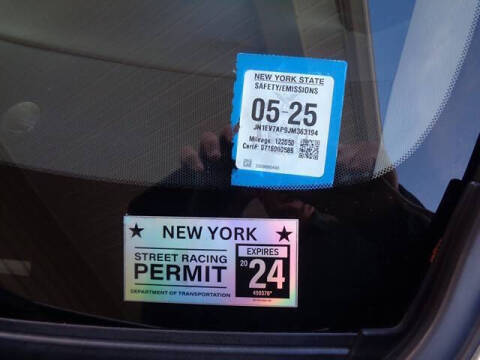 NEW YORK STATE
SAFETY/EMISSIONS
05-25
JN1EV7AP9JM363194
Mileage: 122050
Cert#: 0716090585
★ NEW YORK ★
STREET RACING
PERMIT
DEPARTMENT OF TRANSPORTATION
EXPIRES
20
24